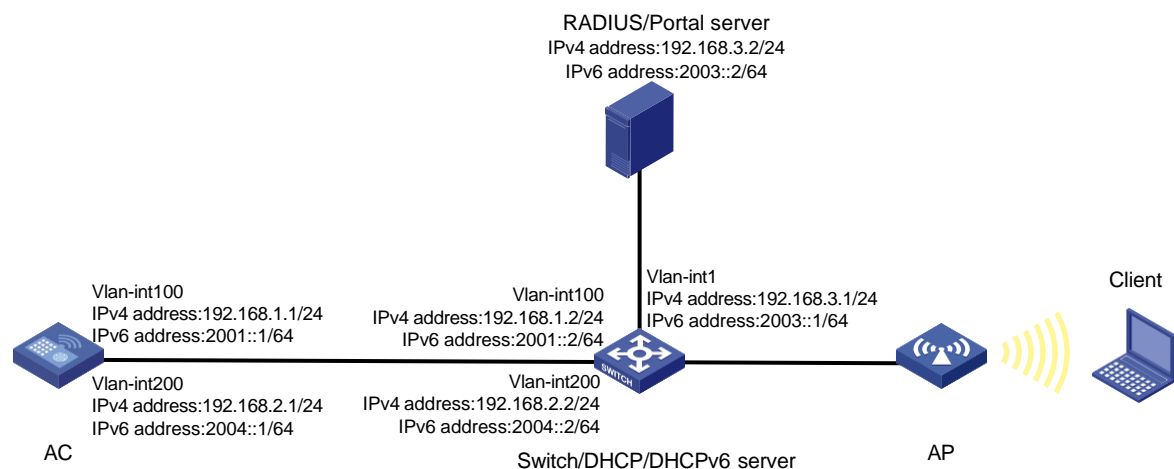 RADIUS/Portal server
IPv4 address:192.168.3.2/24
IPv6 address:2003::2/64
Vlan-int100
IPv4 address:192.168.1.1/24
IPv6 address:2001::1/64
Vlan-int100
IPv4 address:192.168.1.2/24
IPv6 address:2001::2/64
Vlan-int1
IPv4 address:192.168.3.1/24
IPv6 address:2003::1/64
Client
Vlan-int200
IPv4 address:192.168.2.1/24
IPv6 address:2004::1/64
AC
SWITCH
Vlan-int200
IPv4 address:192.168.2.2/24
IPv6 address:2004::2/64
Switch/DHCP/DHCPv6 server
AP